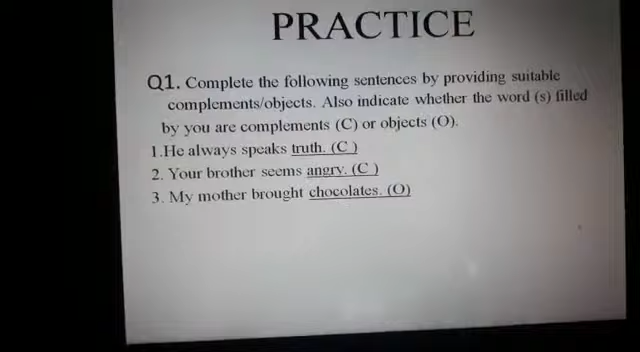 PRACTICE
Q1. Complete the following sentences by providing suitable
complements/objects. Also indicate whether the word (s) filled
by you are complements (C) or objects (O).
1.He always speaks truth. (C )
2. Your brother seems angry. (C )
3. My mother brought chocolates. (O)